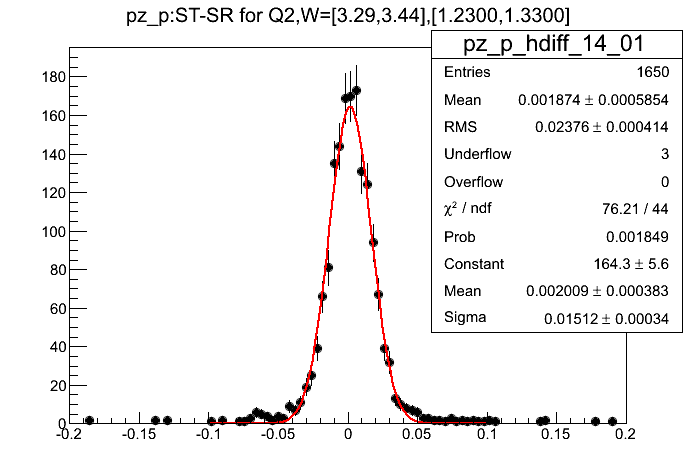 pz_p:ST-SR for Q2,W=[3.29,3.44],[1.2300,1.3300]
pz_p_hdiff_14_01
Entries 1650
Mean 0.001874 ± 0.0005854
RMS 0.02376 ± 0.000414
Underflow 3
Overflow 0
χ² / ndf 76.21 / 44
Prob 0.001849
Constant 164.3 ± 5.6
Mean 0.002009 ± 0.000383
Sigma 0.01512 ± 0.00034
180
160
140
120
100
80
60
40
20
0
-0.2 -0.15 -0.1 -0.05 0 0.05 0.1 0.15 0.2